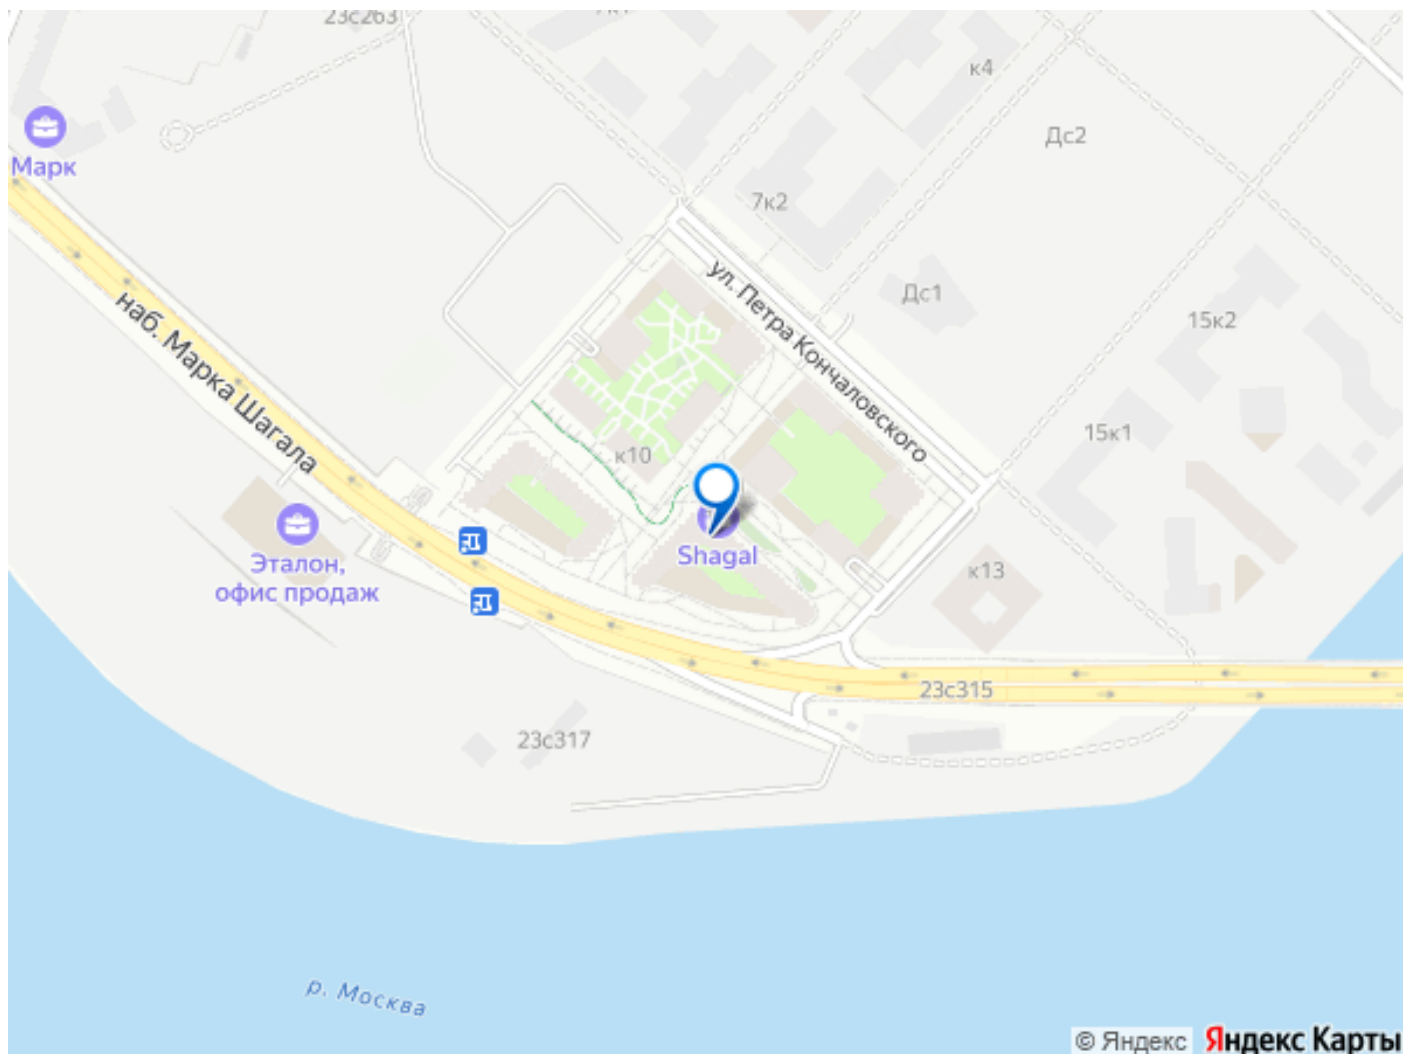 23с263
к4
Марк
Дс2
7к2
ул. Петра Кончаловского
Дс1
15к2
наб. Марка Шагала
15к1
к10
Shagal
Эталон,
офис продаж
к13
23с315
23с317
р. Москва
© Яндекс Яндекс Карты